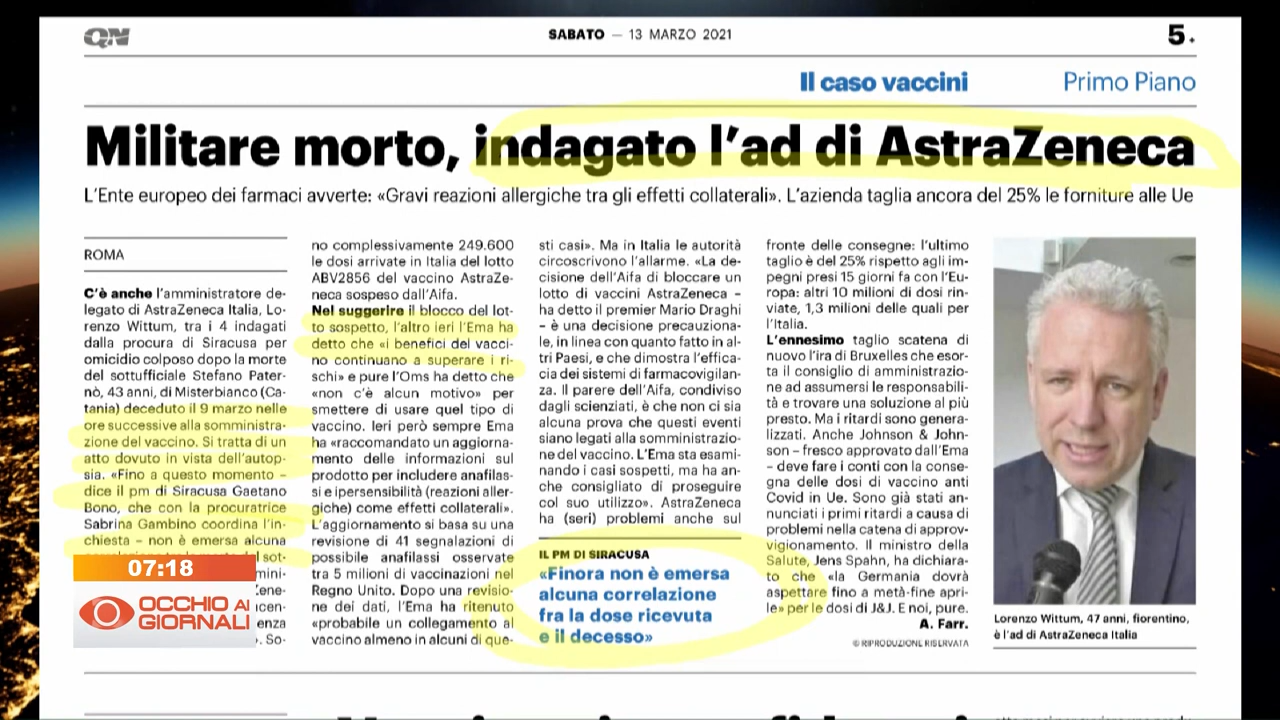 QN
SABATO — 13 MARZO 2021
5.
Il caso vaccini
Primo Piano
Militare morto, indagato l'ad di AstraZeneca
L'Ente europeo dei farmaci avverte: «Gravi reazioni allergiche tra gli effetti collaterali». L'azienda taglia ancora del 25% le forniture alle Ue
ROMA
C'è anche l'amministratore de-
legato di AstraZeneca Italia, Lo-
renzo Wittum, tra i 4 indagati
dalla procura di Siracusa per
omicidio colposo dopo la morte
del sottufficiale Stefano Pater-
nò, 43 anni, di Misterbianco (Ca-
tania) deceduto il 9 marzo nelle
ore successive alla somministra-
zione del vaccino. Si tratta di un
atto dovuto in vista dell'autop-
sia. «Fino a questo momento –
dice il pm di Siracusa Gaetano
Bono, che con la procuratrice
Sabrina Gambino coordina l'in-
chiesta – non è emersa alcuna
sot-
mini-
Zene-
icen-
enza
». So-
no complessivamente 249.600
le dosi arrivate in Italia del lotto
ABV2856 del vaccino AstraZe-
neca sospeso dall'Aifa.
Nel suggerire il blocco del lot-
to sospetto, l'altro ieri l'Ema ha
detto che «i benefici del vacci-
no continuano a superare i ri-
schi» e pure l'Oms ha detto che
«non c'è alcun motivo» per
smettere di usare quel tipo di
vaccino. Ieri però sempre Ema
ha «raccomandato un aggiorna-
mento delle informazioni sul
prodotto per includere anafilas-
si e ipersensibilità (reazioni aller-
giche) come effetti collaterali».
L'aggiornamento si basa su una
revisione di 41 segnalazioni di
possibile anafilassi osservate
tra 5 milioni di vaccinazioni nel
Regno Unito. Dopo una revisio-
ne dei dati, l'Ema ha ritenuto
«probabile un collegamento al
vaccino almeno in alcuni di que-
sti casi». Ma in Italia le autorità
circoscrivono l'allarme. «La de-
cisione dell'Aifa di bloccare un
lotto di vaccini AstraZeneca –
ha detto il premier Mario Draghi
– è una decisione precauziona-
le, in linea con quanto fatto in al-
tri Paesi, e che dimostra l'effica-
cia dei sistemi di farmacovigilan-
za. Il parere dell'Aifa, condiviso
dagli scienziati, è che non ci sia
alcuna prova che questi eventi
siano legati alla somministrazio-
ne del vaccino. L'Ema sta esami-
nando i casi sospetti, ma ha an-
che consigliato di proseguire
col suo utilizzo». AstraZeneca
ha (seri) problemi anche sul
IL PM DI SIRACUSA
«Finora non è emersa
alcuna correlazione
fra la dose ricevuta
e il decesso»
fronte delle consegne: l'ultimo
taglio è del 25% rispetto agli im-
pegni presi 15 giorni fa con l'Eu-
ropa: altri 10 milioni di dosi rin-
viate, 1,3 milioni delle quali per
l'Italia.
L'ennesimo taglio scatena di
nuovo l'ira di Bruxelles che esor-
ta il consiglio di amministrazio-
ne ad assumersi le responsabili-
tà e trovare una soluzione al più
presto. Ma i ritardi sono genera-
lizzati. Anche Johnson & John-
son – fresco approvato dall'Ema
– deve fare i conti con la conse-
gna delle dosi di vaccino anti
Covid in Ue. Sono già stati an-
nunciati i primi ritardi a causa di
problemi nella catena di approv-
vigionamento. Il ministro della
Salute, Jens Spahn, ha dichiara-
to che «la Germania dovrà
aspettare fino a metà-fine apri-
le» per le dosi di J&J. E noi, pure.
A. Farr.
© RIPRODUZIONE RISERVATA
Lorenzo Wittum, 47 anni, fiorentino,
è l'ad di AstraZeneca Italia
07:18
OCCHIO AI
GIORNALI